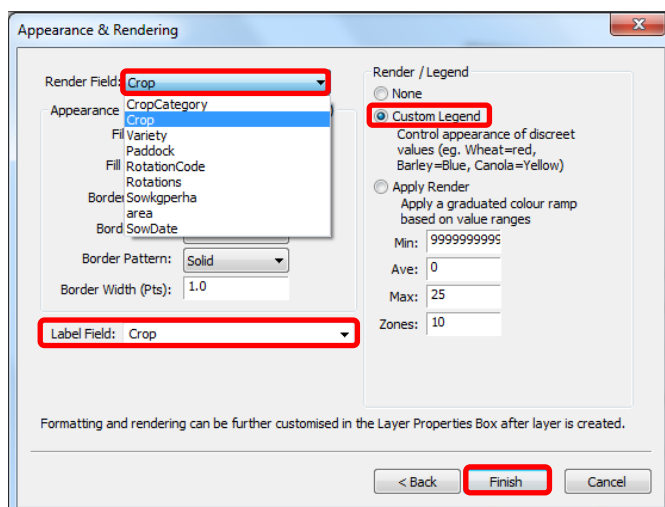 Appearance & Rendering
Render Field: Crop
CropCategory
Crop
Variety
Paddock
RotationCode
Rotations
Sowkgperha
area
SowDate
Appearance
Fill
Border
Bord
Border Pattern: Solid
Border Width (Pts): 1.0
Label Field: Crop
Render / Legend
None
Custom Legend
Control appearance of discreet
values (eg. Wheat=red,
Barley=Blue, Canola=Yellow)
Apply Render
Apply a graduated colour ramp
based on value ranges
Min: 9999999999
Ave: 0
Max: 25
Zones: 10
Formatting and rendering can be further customised in the Layer Properties Box after layer is created.
< Back
Finish
Cancel